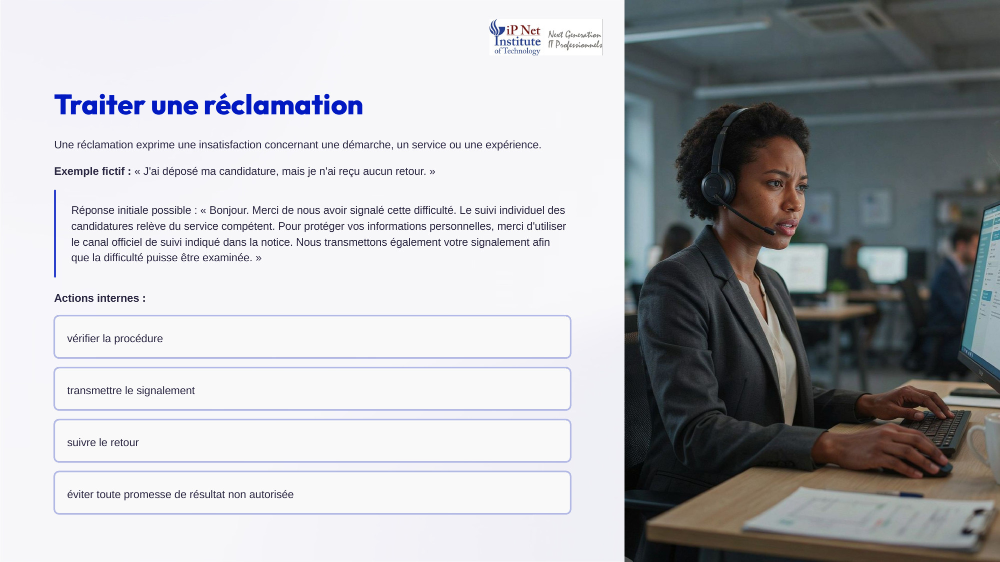 iP Net
Institute
of Technology
Next Generation
IT Professionnels
Traiter une réclamation
Une réclamation exprime une insatisfaction concernant une démarche, un service ou une expérience.
Exemple fictif : « J'ai déposé ma candidature, mais je n'ai reçu aucun retour. »
Réponse initiale possible : « Bonjour. Merci de nous avoir signalé cette difficulté. Le suivi individuel des
candidatures relève du service compétent. Pour protéger vos informations personnelles, merci d'utiliser
le canal officiel de suivi indiqué dans la notice. Nous transmettons également votre signalement afin
que la difficulté puisse être examinée. »
Actions internes :
vérifier la procédure
transmettre le signalement
suivre le retour
éviter toute promesse de résultat non autorisée